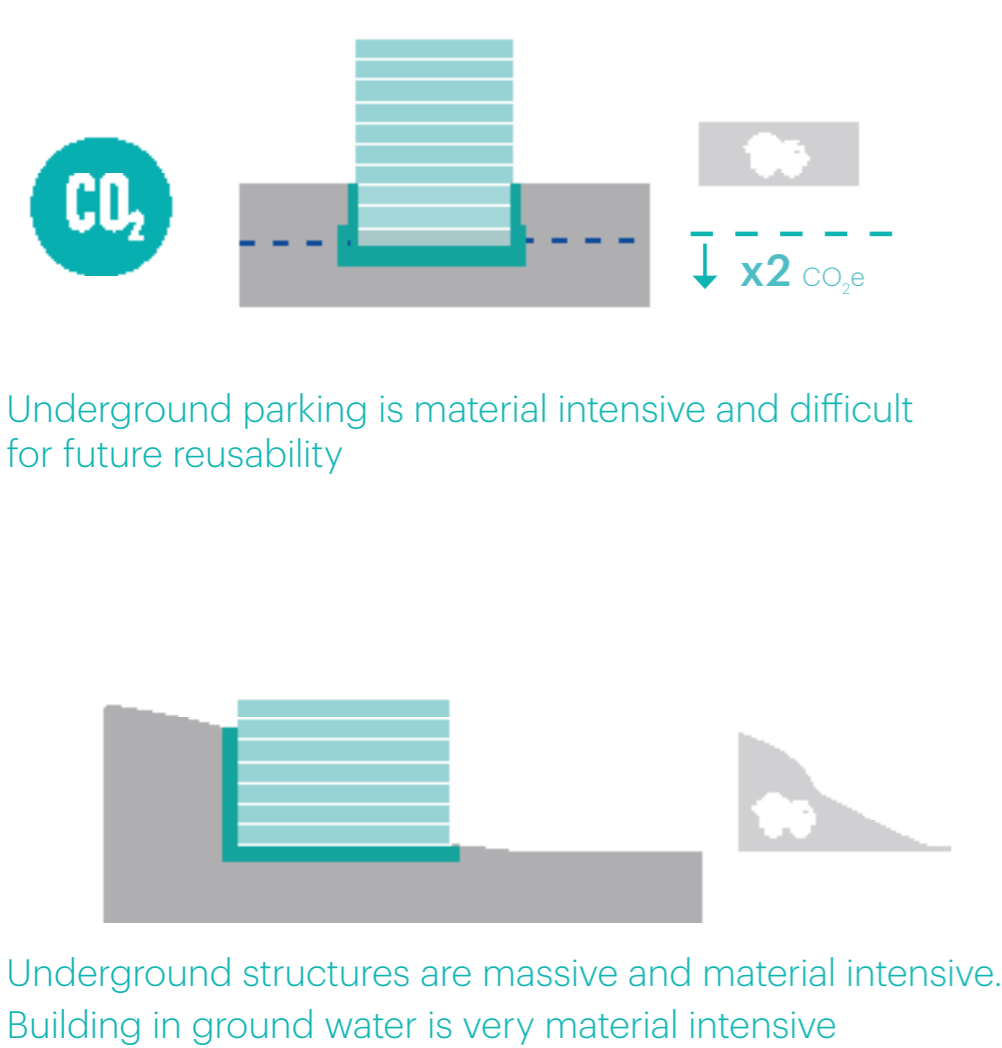 CO₂
x2 CO₂e
Underground parking is material intensive and difficult
for future reusability
Underground structures are massive and material intensive.
Building in ground water is very material intensive